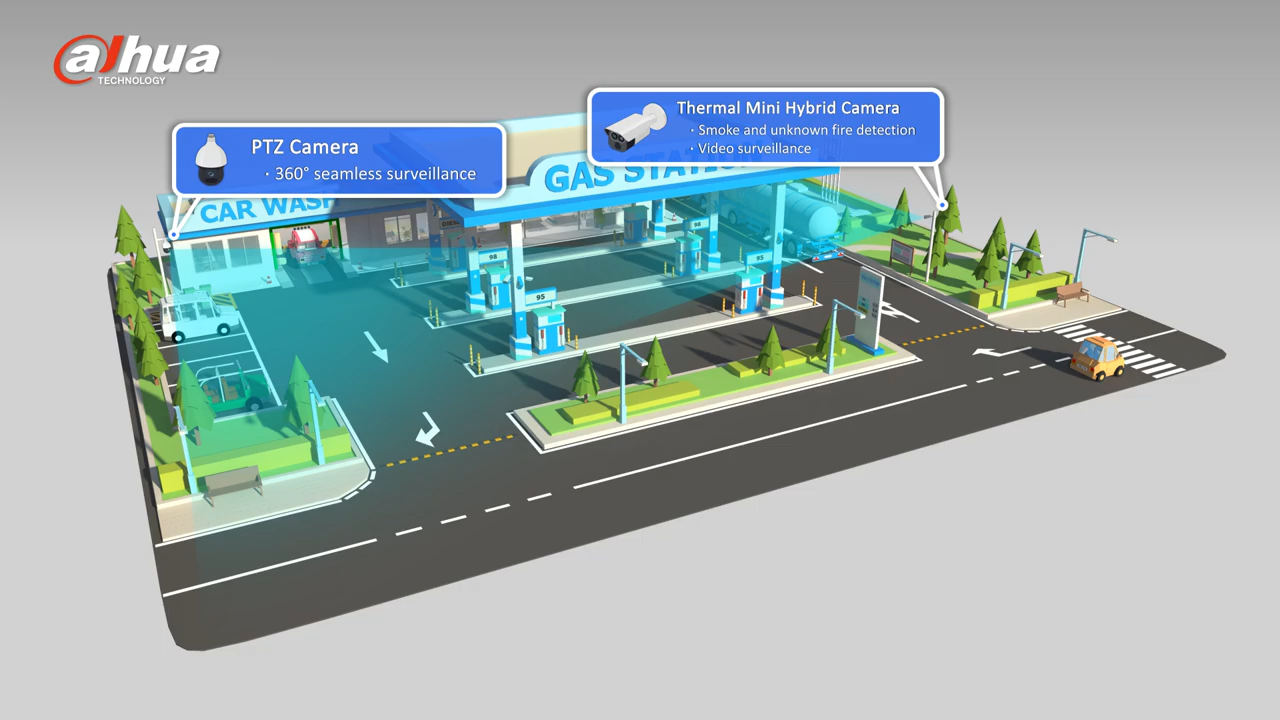 alhua
TECHNOLOGY
Thermal Mini Hybrid Camera
· Smoke and unknown fire detection
· Video surveillance
PTZ Camera
· 360° seamless surveillance
GAS STATION
CAR WASH
98
95
95